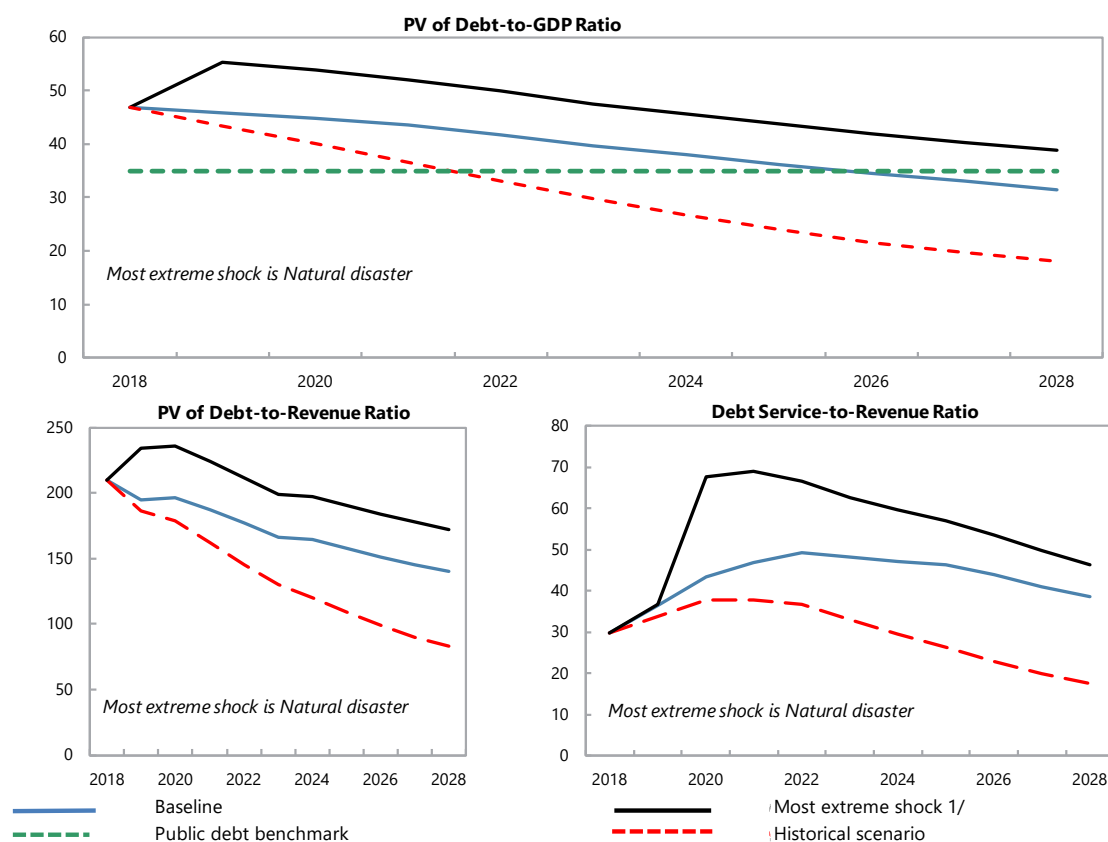 PV of Debt-to-GDP Ratio
60
50
40
30
20
10
0
Most extreme shock is Natural disaster
2018 2020 2022 2024 2026 2028
PV of Debt-to-Revenue Ratio
250
200
150
100
50
0
Most extreme shock is Natural disaster
2018 2020 2022 2024 2026 2028
Debt Service-to-Revenue Ratio
80
70
60
50
40
30
20
10
0
Most extreme shock is Natural disaster
2018 2020 2022 2024 2026 2028
Baseline
Public debt benchmark
Most extreme shock 1/
Historical scenario